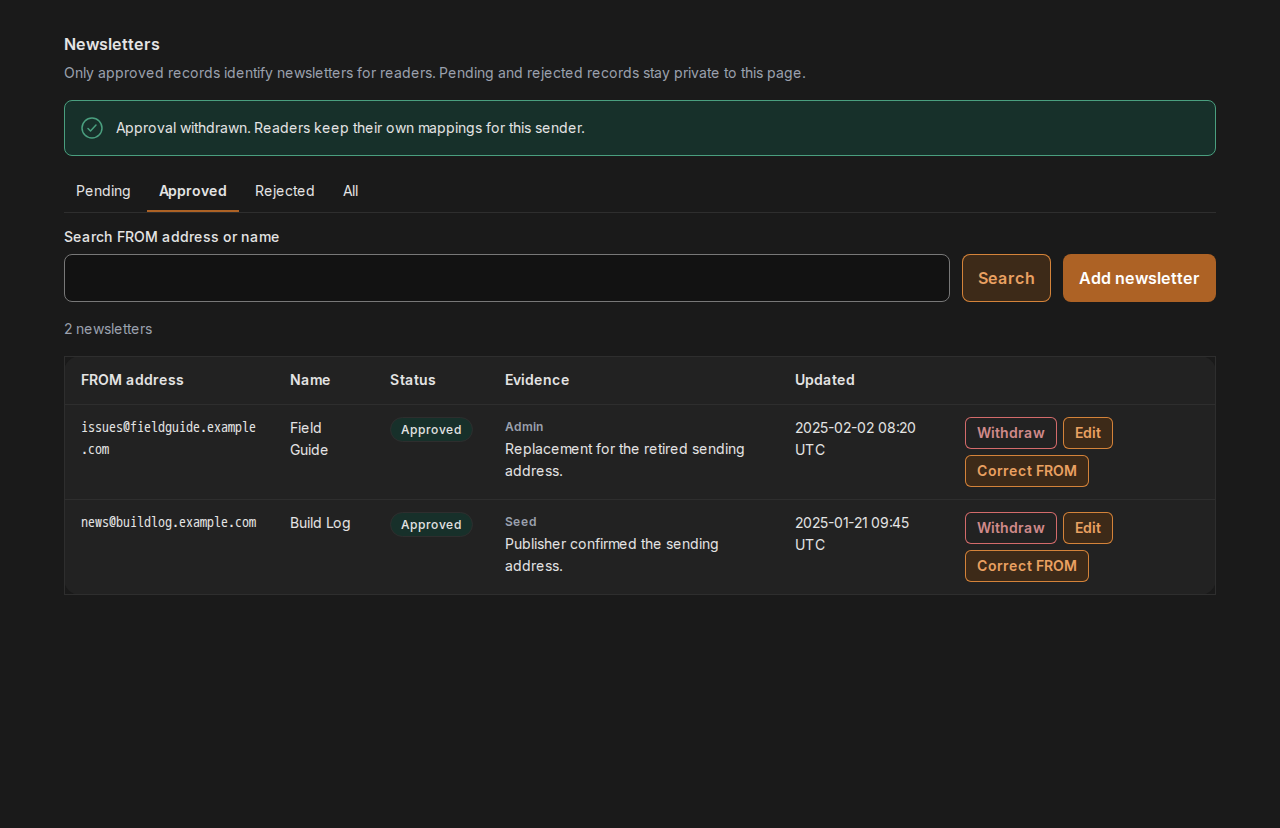 Newsletters
Only approved records identify newsletters for readers. Pending and rejected records stay private to this page.
Approval withdrawn. Readers keep their own mappings for this sender.
Pending Approved Rejected All
Search FROM address or name
Search Add newsletter
2 newsletters
FROM address Name Status Evidence Updated
issues@fieldguide.example
.com
Field
Guide
Approved
Admin
Replacement for the retired sending
address.
2025-02-02 08:20
UTC
Withdraw Edit
Correct FROM
news@buildlog.example.com
Build Log
Approved
Seed
Publisher confirmed the sending
address.
2025-01-21 09:45
UTC
Withdraw Edit
Correct FROM